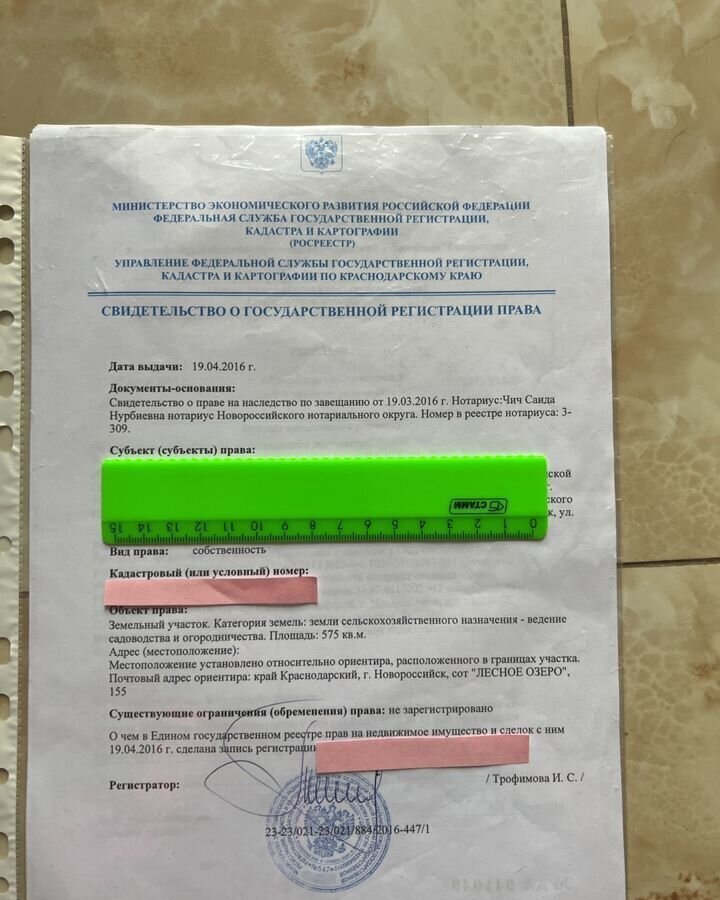 МИНИСТЕРСТВО ЭКОНОМИЧЕСКОГО РАЗВИТИЯ РОССИЙСКОЙ ФЕДЕРАЦИИ
ФЕДЕРАЛЬНАЯ СЛУЖБА ГОСУДАРСТВЕННОЙ РЕГИСТРАЦИИ,
КАДАСТРА И КАРТОГРАФИИ
(РОСРЕЕСТР)
УПРАВЛЕНИЕ ФЕДЕРАЛЬНОЙ СЛУЖБЫ ГОСУДАРСТВЕННОЙ РЕГИСТРАЦИИ,
КАДАСТРА И КАРТОГРАФИИ ПО КРАСНОДАРСКОМУ КРАЮ
СВИДЕТЕЛЬСТВО О ГОСУДАРСТВЕННОЙ РЕГИСТРАЦИИ ПРАВА
Дата выдачи: 19.04.2016 г.
Документы-основания:
Свидетельство о праве на наследство по завещанию от 19.03.2016 г. Нотариус:Чич Саида
Нурбиевна нотариус Новороссийского нотариального округа. Номер в реестре нотариуса: 3-
309.
Субъект (субъекты) права:
ской
г.
ского
к, ул.
СТАММ
15 14 13 12 11 10 9 8 7 6 5 4 3 2 1 0
Вид права: собственность
Кадастровый (или условный) номер:
Объект права:
Земельный участок. Категория земель: земли сельскохозяйственного назначения - ведение
садоводства и огородничества. Площадь: 575 кв.м.
Адрес (местоположение):
Местоположение установлено относительно ориентира, расположенного в границах участка.
Почтовый адрес ориентира: край Краснодарский, г. Новороссийск, сот "ЛЕСНОЕ ОЗЕРО",
155
Существующие ограничения (обременения) права: не зарегистрировано
О чем в Едином государственном реестре прав на недвижимое имущество и сделок с ним
19.04.2016 г. сделана запись регистрации
Регистратор:
/ Трофимова И. С. /
23-23/021-23/021/884/2016-447/1